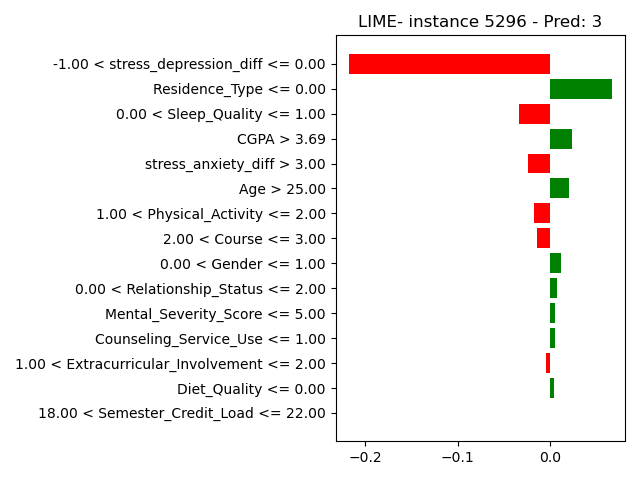 LIME- instance 5296 - Pred: 3
-1.00 < stress_depression_diff <= 0.00
Residence_Type <= 0.00
0.00 < Sleep_Quality <= 1.00
CGPA > 3.69
stress_anxiety_diff > 3.00
Age > 25.00
1.00 < Physical_Activity <= 2.00
2.00 < Course <= 3.00
0.00 < Gender <= 1.00
0.00 < Relationship_Status <= 2.00
Mental_Severity_Score <= 5.00
Counseling_Service_Use <= 1.00
1.00 < Extracurricular_Involvement <= 2.00
Diet_Quality <= 0.00
18.00 < Semester_Credit_Load <= 22.00
−0.2 −0.1 0.0